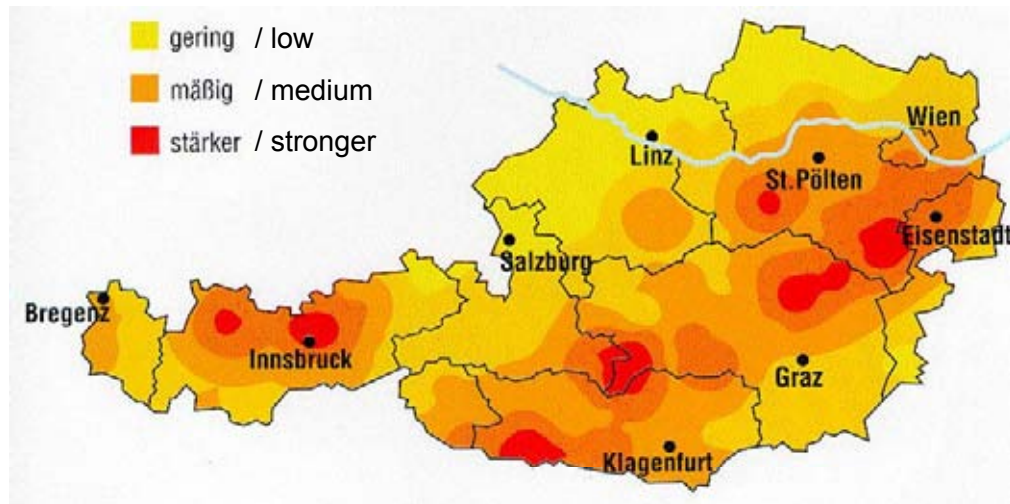 gering / low
mäßig / medium
stärker / stronger
Wien
Linz
St.Pölten
Eisenstadt
Salzburg
Bregenz
Innsbruck
Graz
Klagenfurt